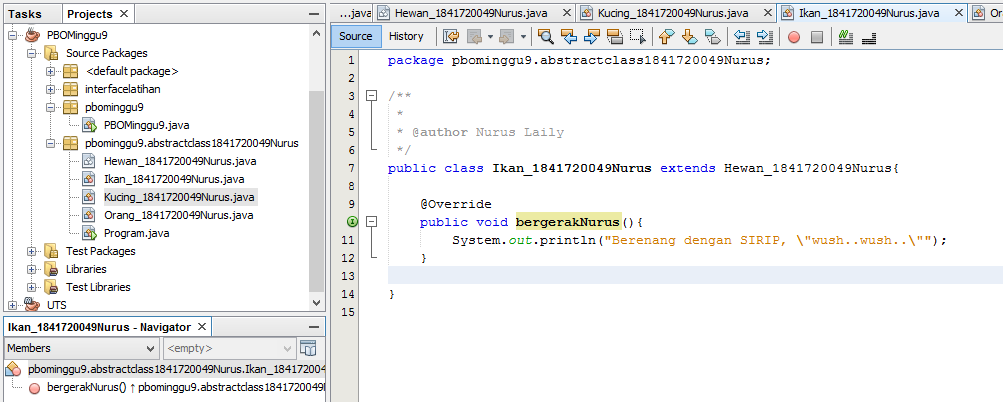 Tasks Projects
PBOMinggu9
Source Packages
<default package>
interfacelatihan
pbominggu9
PBOMinggu9.java
pbominggu9.abstractclass1841720049Nurus
Hewan_1841720049Nurus.java
Ikan_1841720049Nurus.java
Kucing_1841720049Nurus.java
Orang_1841720049Nurus.java
Program.java
Test Packages
Libraries
Test Libraries
UTS
Ikan_1841720049Nurus - Navigator
Members <empty>
pbominggu9.abstractclass1841720049Nurus.Ikan_172004
bergerakNurus() ↑ pbominggu9.abstractclass1841720049Nu
...java Hewan_1841720049Nurus.java Kucing_1841720049Nurus.java Ikan_1841720049Nurus.java Or
Source History
1 package pbominggu9.abstractclass1841720049Nurus;
2
3 /**
4 *
5 * @author Nurus Laily
6 */
7 public class Ikan_1841720049Nurus extends Hewan_1841720049Nurus{
8
9 @Override
public void bergerakNurus(){
11 System.out.println("Berenang dengan SIRIP, \"wush..wush..\"");
12 }
13
14 }
15